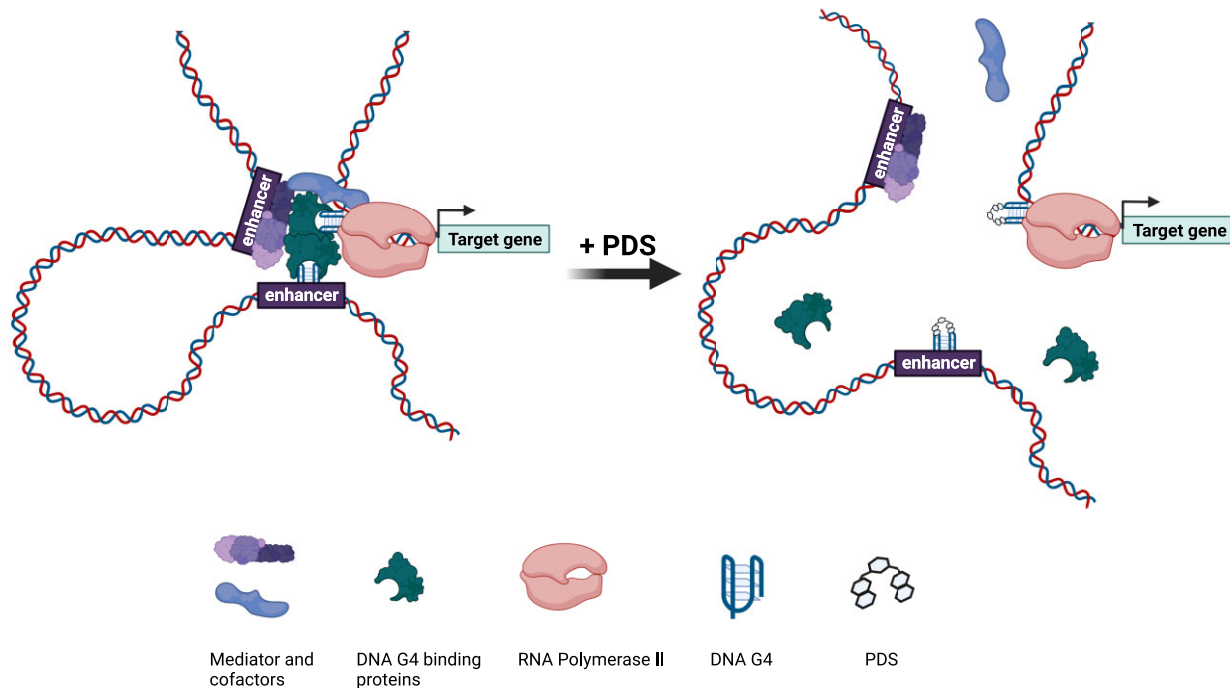 enhancer
enhancer
Target gene
+ PDS
enhancer
enhancer
Target gene
Mediator and
cofactors
DNA G4 binding
proteins
RNA Polymerase II
DNA G4
PDS